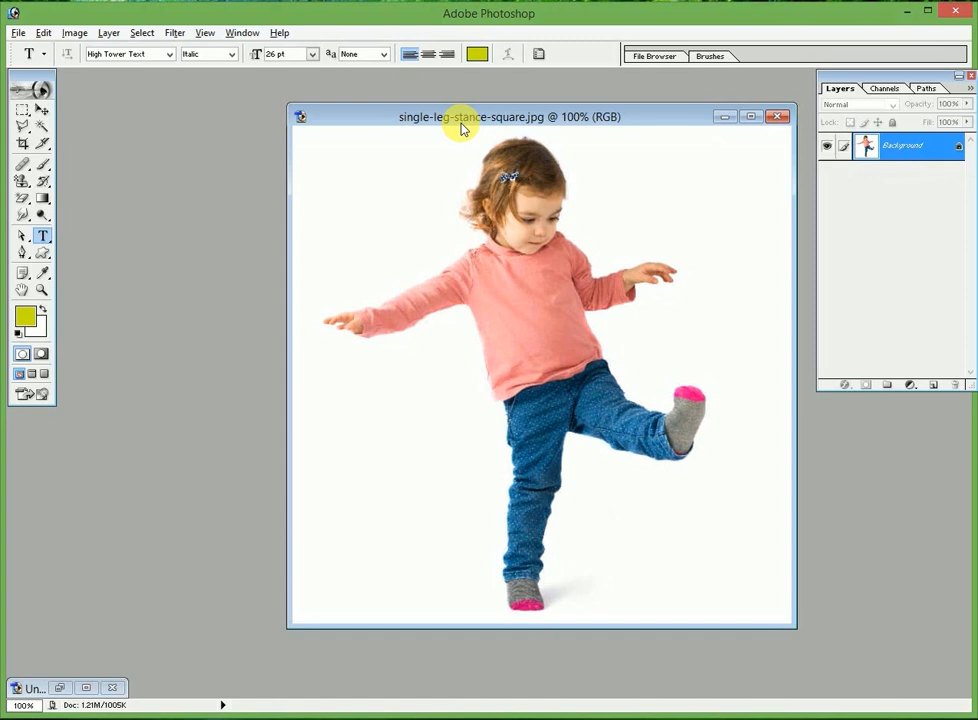 Adobe Photoshop
File Edit Image Layer Select Filter View Window Help
T T High Tower Text Italic T 26 pt aa None File Browser Brushes
Layers Channels Paths
Normal Opacity: 100%
Lock: Fill: 100%
Background
single-leg-stance-square.jpg @ 100% (RGB)
T
Un...
100% Doc: 1.21M/1005K